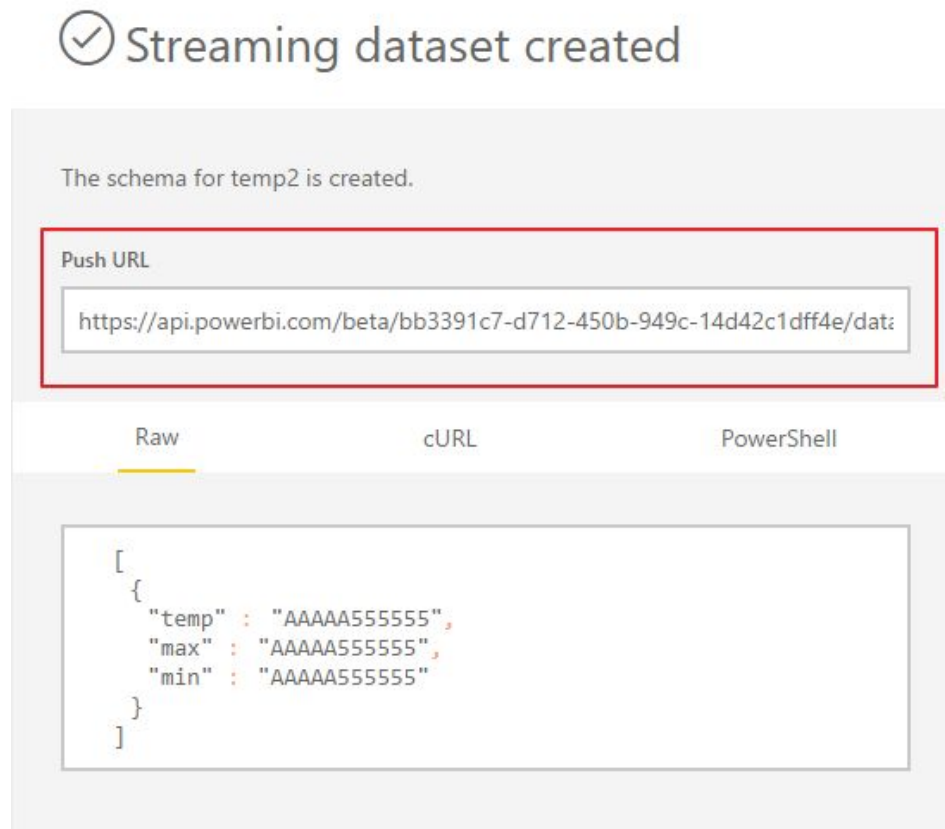 Streaming dataset created
The schema for temp2 is created.
Push URL
https://api.powerbi.com/beta/bb3391c7-d712-450b-949c-14d42c1dff4e/data
Raw cURL PowerShell
[
{
"temp" : "AAAAA555555",
"max" : "AAAAA555555",
"min" : "AAAAA555555"
}
]